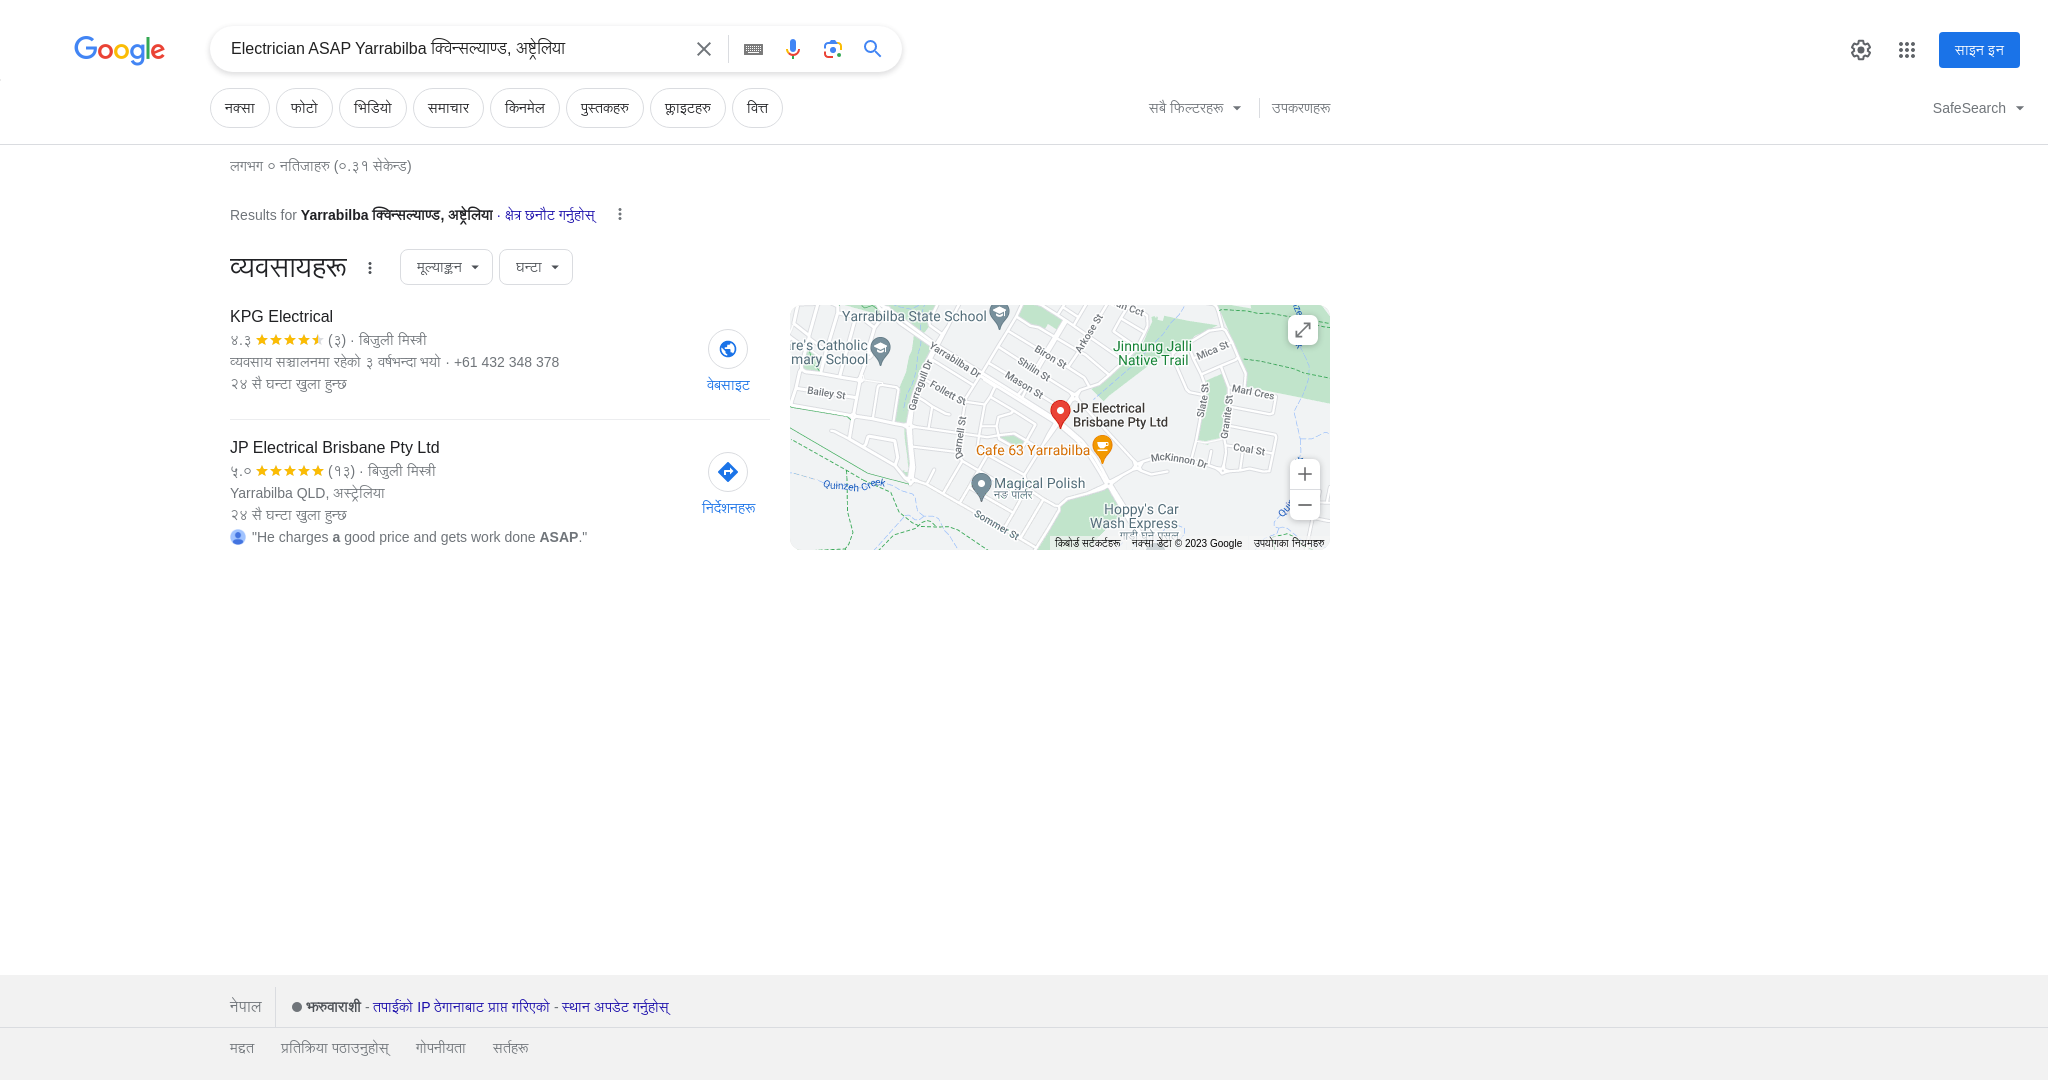 Google
Electrician ASAP Yarrabilba क्विन्सल्याण्ड, अष्ट्रेलिया
साइन इन
नक्सा
फोटो
भिडियो
समाचार
किनमेल
पुस्तकहरु
फ्लाइटहरु
वित्त
सबै फिल्टरहरू
उपकरणहरू
SafeSearch
लगभग ० नतिजाहरु (०.३१ सेकेन्ड)
Results for Yarrabilba क्विन्सल्याण्ड, अष्ट्रेलिया · क्षेत्र छनौट गर्नुहोस्
व्यवसायहरू
मूल्याङ्कन
घन्टा
KPG Electrical
४.३ (३) · बिजुली मिस्त्री
व्यवसाय सञ्चालनमा रहेको ३ वर्षभन्दा भयो · +61 432 348 378
२४ सै घन्टा खुला हुन्छ
वेबसाइट
JP Electrical Brisbane Pty Ltd
५.० (१३) · बिजुली मिस्त्री
Yarrabilba QLD, अस्ट्रेलिया
२४ सै घन्टा खुला हुन्छ
"He charges a good price and gets work done ASAP."
निर्देशनहरू
Yarrabilba State School
re's Catholic
mary School
Bailey St
Garragull Dr
Yarrabilba Dr
Follett St
Darnell St
Mason St
Shilin St
Biron St
Arkose St
an Cct
Jinnung Jalli
Native Trail
Mica St
Marl Cres
Slate St
Granite St
Coal St
McKinnon Dr
JP Electrical
Brisbane Pty Ltd
Cafe 63 Yarrabilba
Quinzeh Creek
Magical Polish
नङ पार्लर
Sommer St
Hoppy's Car
Wash Express
किबोर्ड सर्टकर्टहरू
नक्सा डेटा © 2023 Google
उपयोगका नियमहरु
नेपाल
भरुवाराशी - तपाईंको IP ठेगानाबाट प्राप्त गरिएको - स्थान अपडेट गर्नुहोस्
मद्दत
प्रतिक्रिया पठाउनुहोस्
गोपनीयता
सर्तहरू